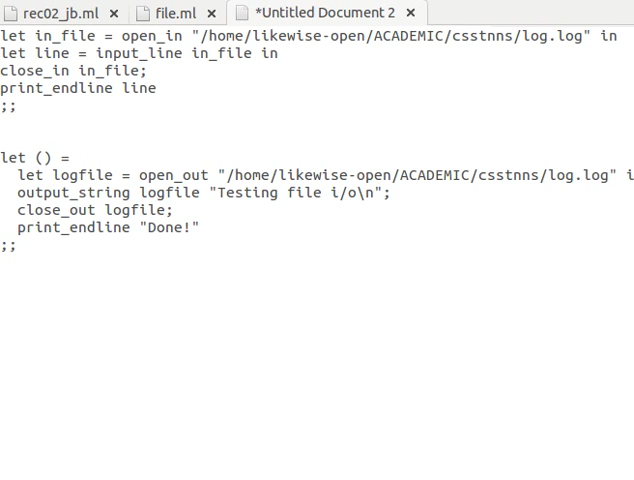 rec02_jb.ml × file.ml × *Untitled Document 2 ×
let in_file = open_in "/home/likewise-open/ACADEMIC/csstnns/log.log" in
let line = input_line in_file in
close_in in_file;
print_endline line
;;
let () =
  let logfile = open_out "/home/likewise-open/ACADEMIC/csstnns/log.log" i
  output_string logfile "Testing file i/o\n";
  close_out logfile;
  print_endline "Done!"
;;